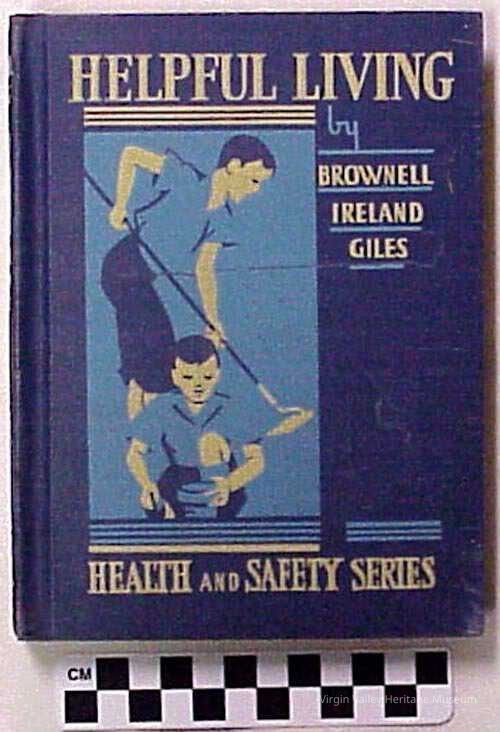 HELPFUL LIVING
by
BROWNELL
IRELAND
GILES
HEALTH AND SAFETY SERIES
CM
Virgin Valley Heritage Museum